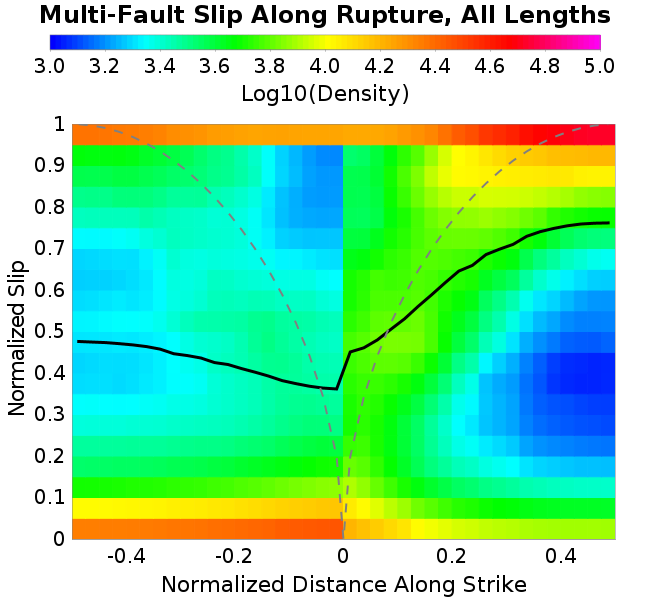 Multi-Fault Slip Along Rupture, All Lengths
3.0 3.2 3.4 3.6 3.8 4.0 4.2 4.4 4.6 4.8 5.0
Log10(Density)
1
0.9
0.8
0.7
0.6
0.5
0.4
0.3
0.2
0.1
0
Normalized Slip
-0.4 -0.2 0 0.2 0.4
Normalized Distance Along Strike